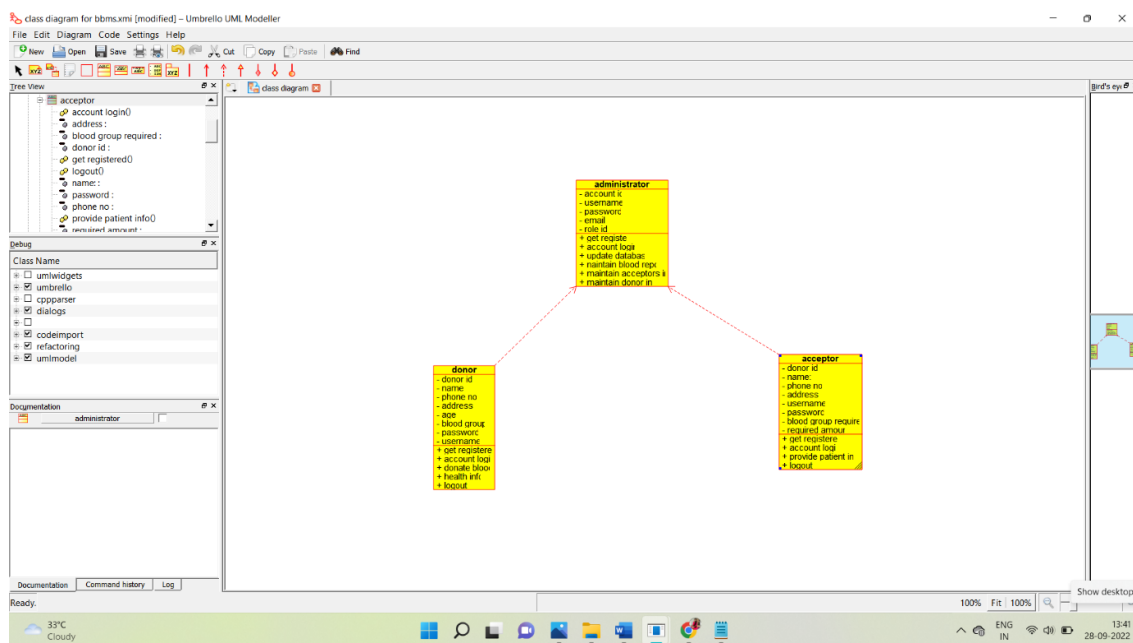 class diagram for bbms.xmi [modified] – Umbrello UML Modeller
File Edit Diagram Code Settings Help
New Open Save Cut Copy Paste Find
Tree View
acceptor
account login()
address :
blood group required :
donor id :
get registered()
logout()
name: :
password :
phone no :
provide patient info()
required amount :
Debug
Class Name
umlwidgets
umbrello
cppparser
dialogs
codeimport
refactoring
umlmodel
Documentation
administrator
Documentation Command history Log
Ready.
class diagram
administrator
- account ic
- username
- password
- email
- role id
+ get registe
+ account logir
+ update databas
+ naintain blood repo
+ maintain acceptors i
+ maintain donor in
donor
- donor id
- name
- phone no
- address
- age
- blood group
- password
- username
+ get registere
+ account logi
+ donate bloo
+ health info
+ logout
acceptor
- donor id
- name:
- phone no
- address
- username
- password
- blood group require
- required amour
+ get registere
+ account logi
+ provide patient in
+ logout
Bird's eye
100% Fit 100%
Show desktop
33°C
Cloudy
ENG
IN
13:41